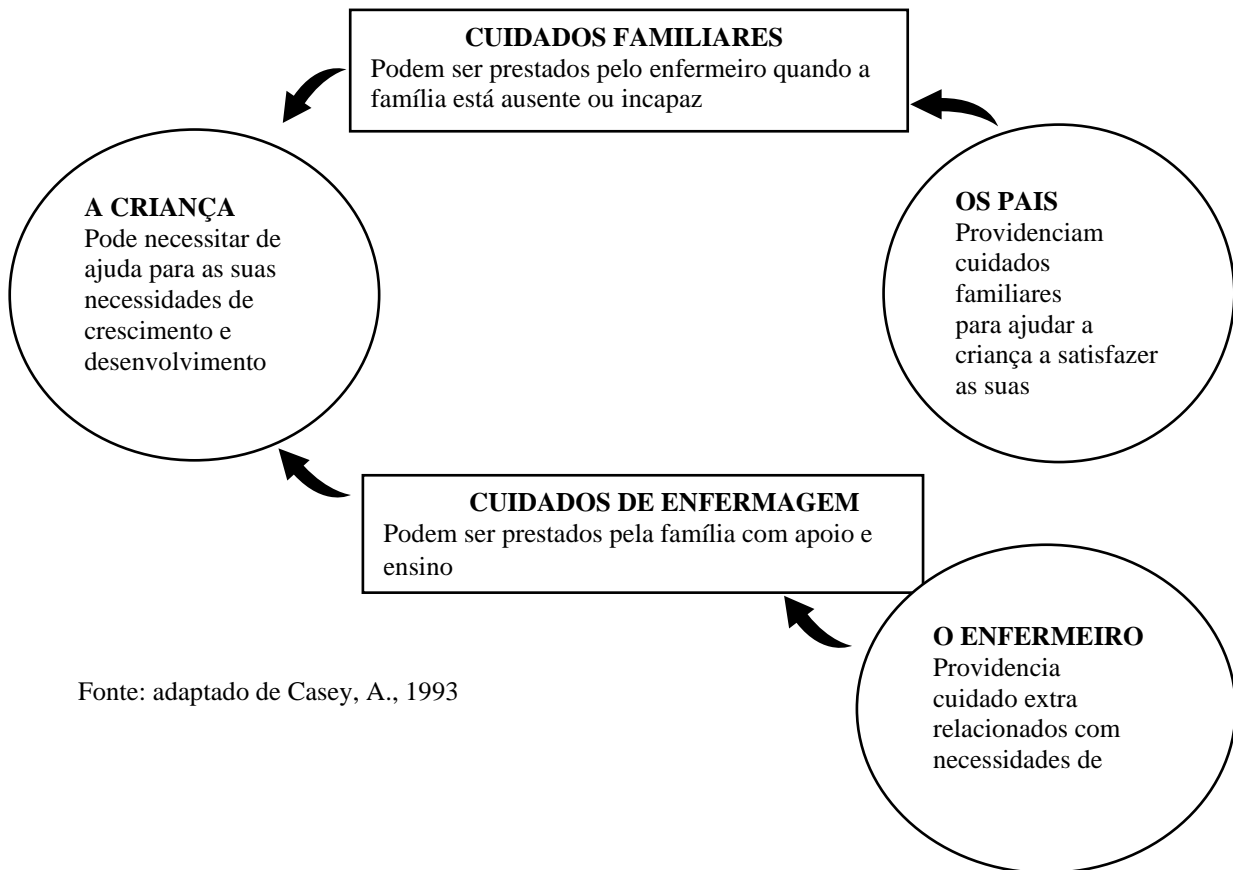 CUIDADOS FAMILIARES
Podem ser prestados pelo enfermeiro quando a
família está ausente ou incapaz
A CRIANÇA
Pode necessitar de
ajuda para as suas
necessidades de
crescimento e
desenvolvimento
OS PAIS
Providenciam
cuidados
familiares
para ajudar a
criança a satisfazer
as suas
CUIDADOS DE ENFERMAGEM
Podem ser prestados pela família com apoio e
ensino
O ENFERMEIRO
Providencia
cuidado extra
relacionados com
necessidades de
Fonte: adaptado de Casey, A., 1993